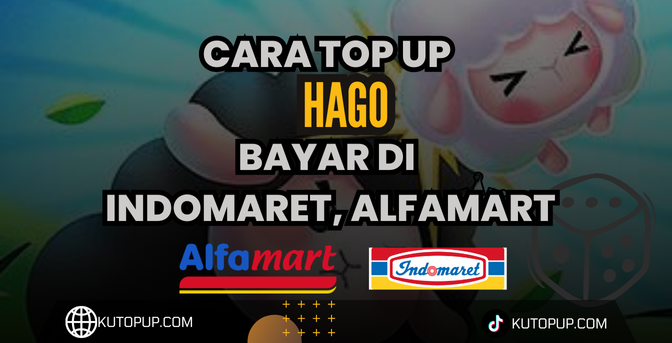 CARA TOP UP
HAGO
BAYAR DI
INDOMARET, ALFAMART
Alfamart
Indomaret
KUTOPUP.COM
KUTOPUP.COM